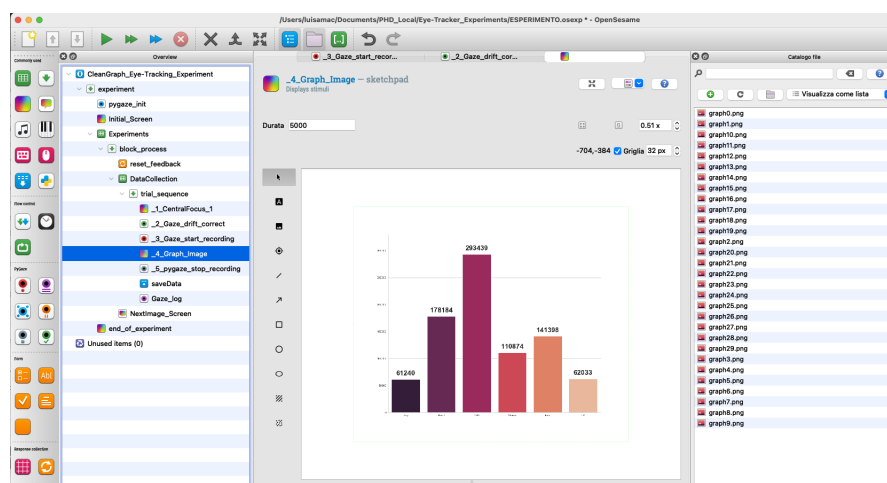 /Users/luisamac/Documents/PHD_Local/Eye-Tracker_Experiments/ESPERIMENTO.osexp * - OpenSesame
Commonly used
Flow control
PyGaze
Form
Response collection
Overview
CleanGraph_Eye-Tracking_Experiment
experiment
pygaze_init
Initial_Screen
Experiments
block_process
reset_feedback
DataCollection
trial_sequence
_1_CentralFocus_1
_2_Gaze_drift_correct
_3_Gaze_start_recording
_4_Graph_Image
_5_pygaze_stop_recording
saveData
Gaze_log
NextImage_Screen
end_of_experiment
Unused items (0)
_3_Gaze_start_recor...
_2_Gaze_drift_cor...
_4_Graph_Image — sketchpad
Displays stimuli
Durata 5000
0.51 x
-704,-384 Griglia 32 px
293439
178184
141398
110874
61240
62033
Catalogo file
Visualizza come lista
graph0.png
graph1.png
graph10.png
graph11.png
graph12.png
graph13.png
graph14.png
graph15.png
graph16.png
graph17.png
graph18.png
graph19.png
graph2.png
graph20.png
graph21.png
graph22.png
graph23.png
graph24.png
graph25.png
graph26.png
graph27.png
graph28.png
graph29.png
graph3.png
graph4.png
graph5.png
graph6.png
graph7.png
graph8.png
graph9.png